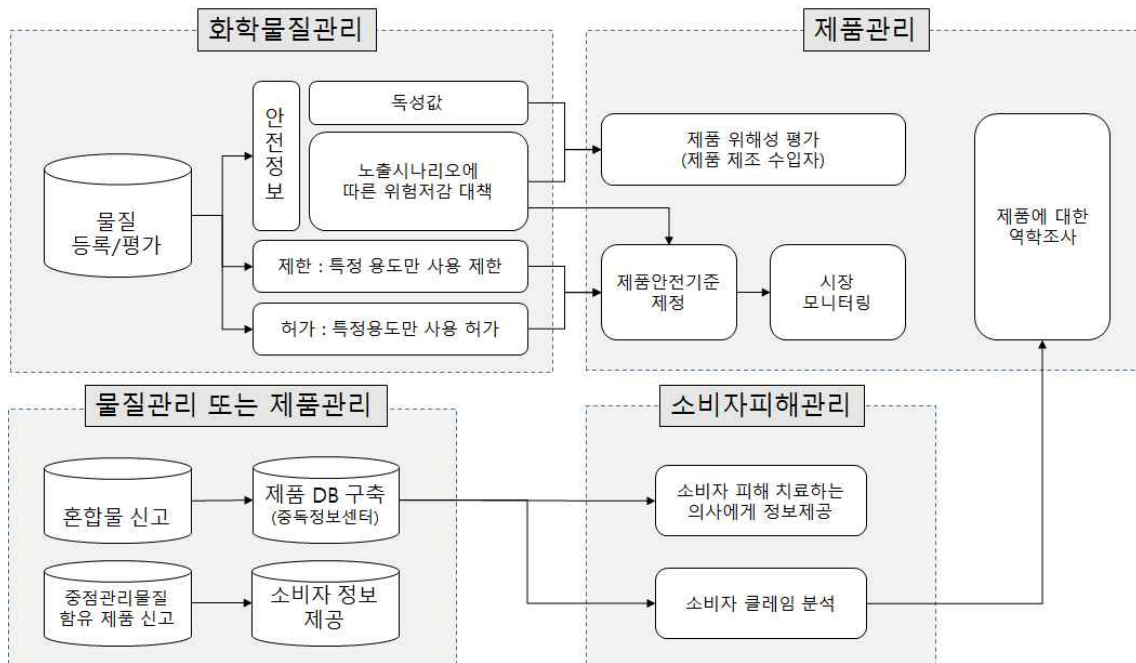 화학물질관리
안
전
정
보
독성값
노출시나리오에
따른 위험저감 대책
물질
등록/평가
제한 : 특정 용도만 사용 제한
허가 : 특정용도만 사용 허가
제품관리
제품 위해성 평가
(제품 제조 수입자)
제품안전기준
제정
시장
모니터링
제품에 대한
역학조사
물질관리 또는 제품관리
혼합물 신고
제품 DB 구축
(중독정보센터)
중점관리물질
함유 제품 신고
소비자 정보
제공
소비자피해관리
소비자 피해 치료하는
의사에게 정보제공
소비자 클레임 분석